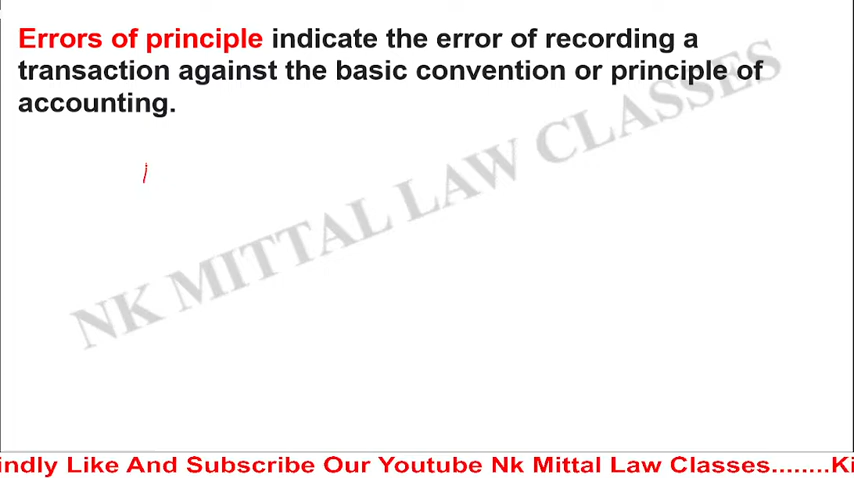 Errors of principle indicate the error of recording a
transaction against the basic convention or principle of
accounting.
NK MITTAL LAW CLASSES
indly Like And Subscribe Our Youtube Nk Mittal Law Classes........Ki